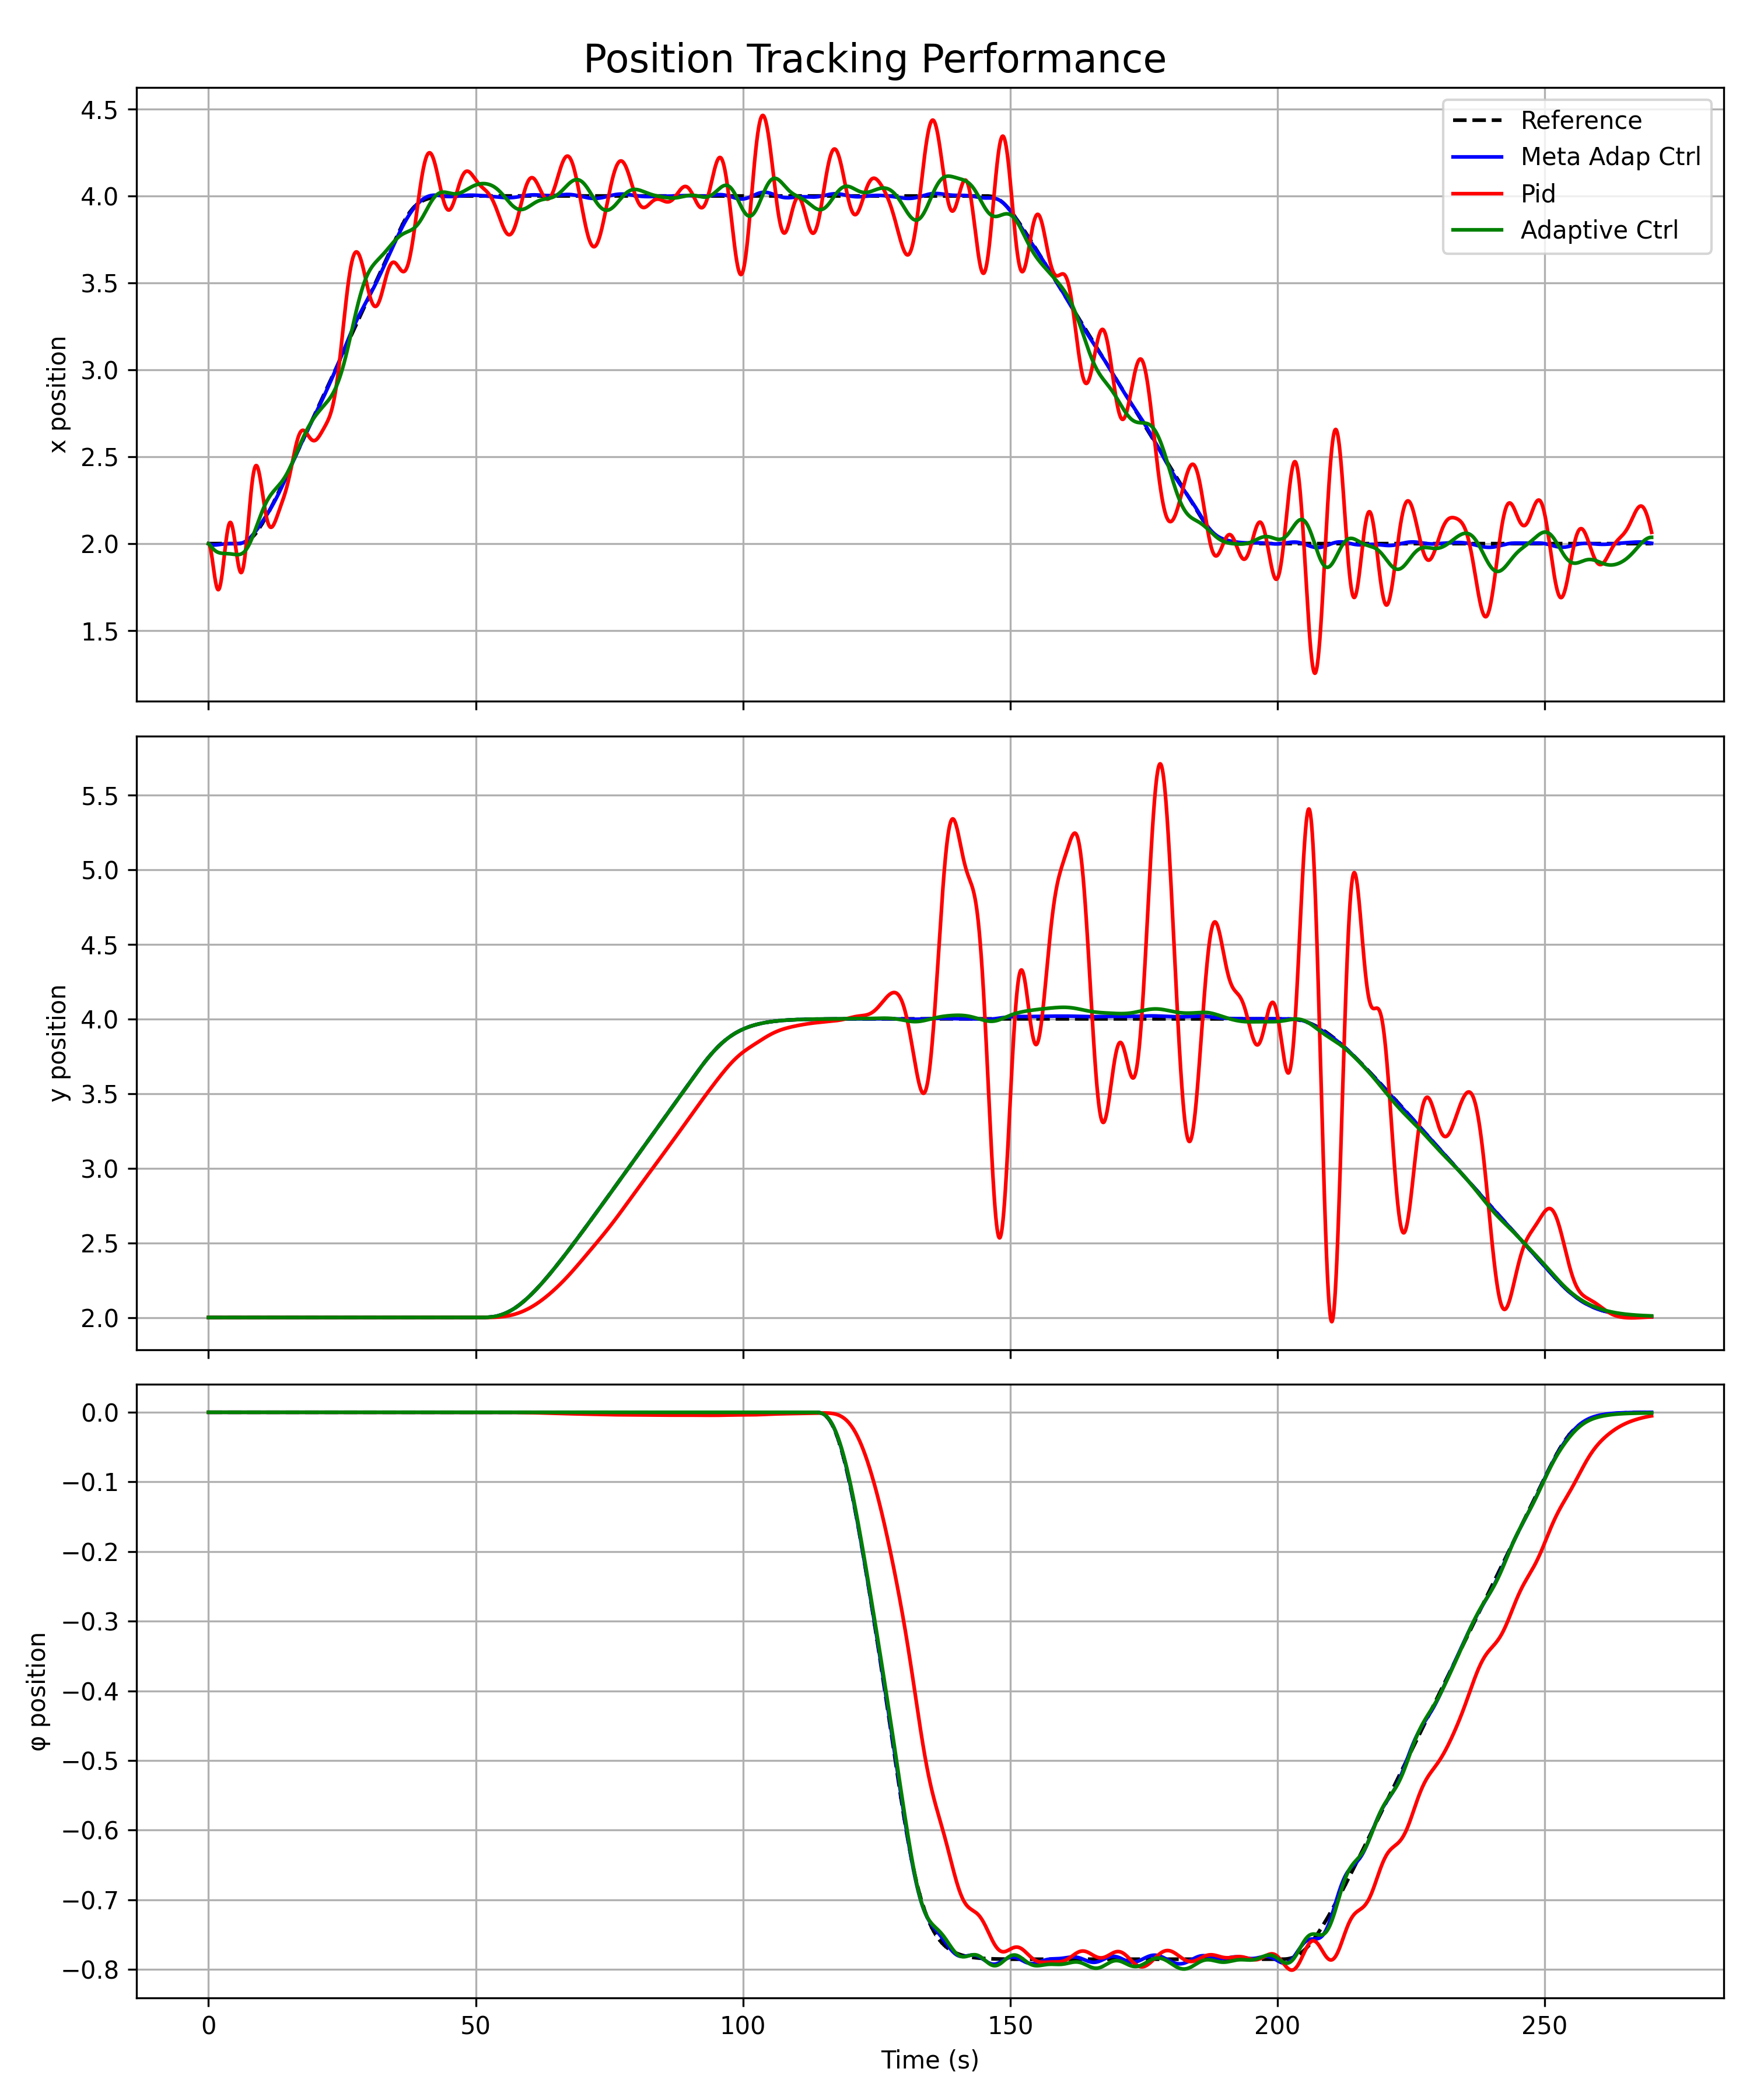 Position Tracking Performance
4.5
4.0
3.5
3.0
2.5
2.0
1.5
x position
Reference
Meta Adap Ctrl
Pid
Adaptive Ctrl
5.5
5.0
4.5
4.0
3.5
3.0
2.5
2.0
y position
0.0
−0.1
−0.2
−0.3
−0.4
−0.5
−0.6
−0.7
−0.8
φ position
0 50 100 150 200 250
Time (s)